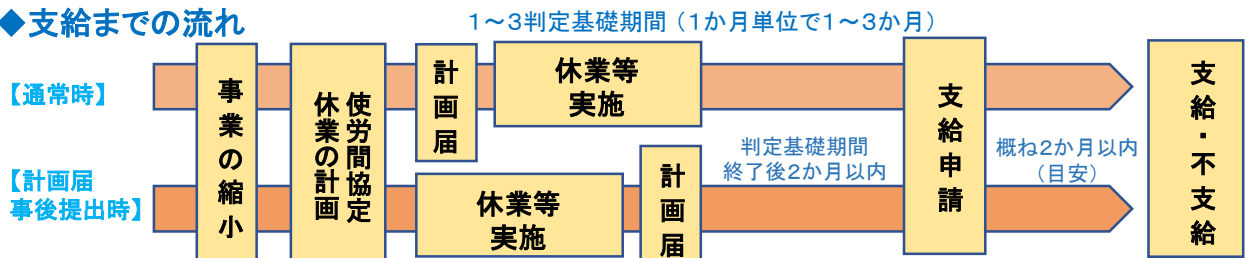 ◆支給までの流れ
1～3判定基礎期間（1か月単位で1～3か月）
【通常時】
【計画届
事後提出時】
事業の縮小
使労間協定
休業の計画
計画届
休業等
実施
休業等
実施
計画届
判定基礎期間
終了後2か月以内
支給申請
概ね2か月以内
（目安）
支給・不支給